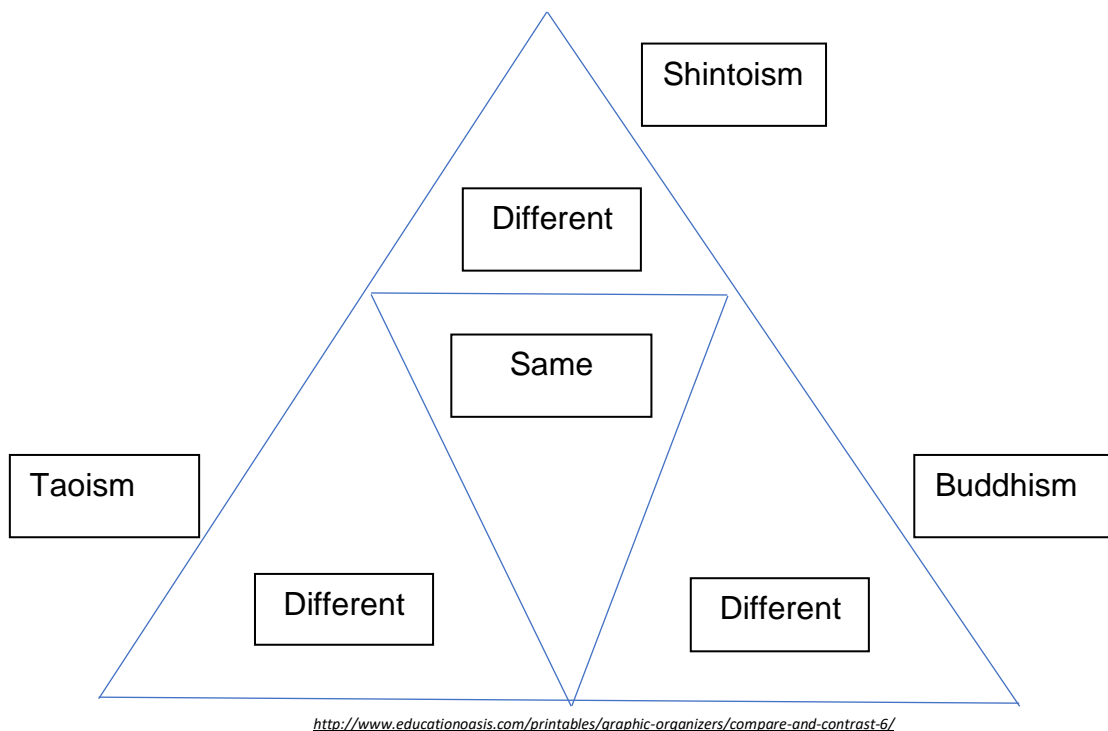 Shintoism
Different
Same
Taoism
Buddhism
Different
Different
http://www.educationoasis.com/printables/graphic-organizers/compare-and-contrast-6/